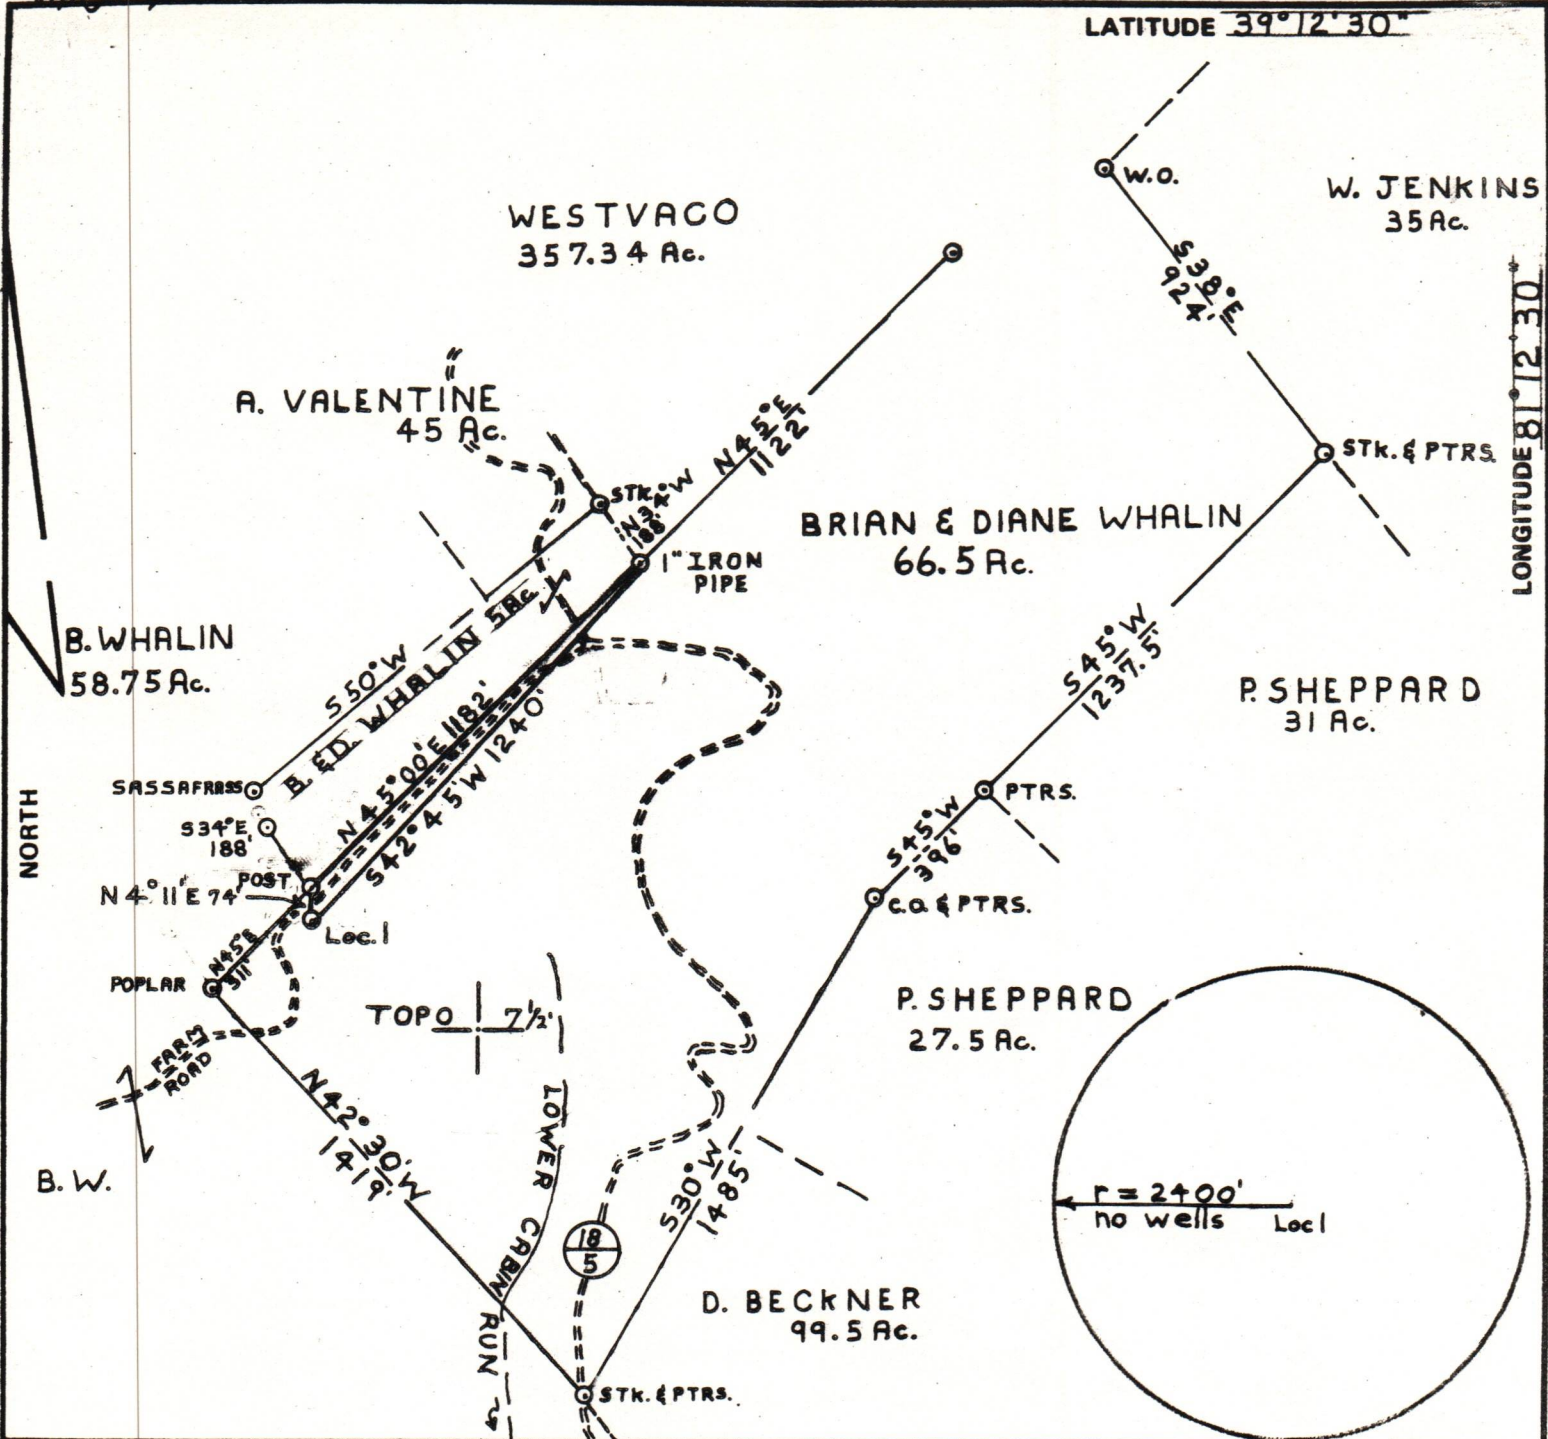 LATITUDE 39°12'30"
W.O.
W. JENKINS
35 Ac.
WESTVACO
357.34 Ac.
S38°E
924'
LONGITUDE 81°12'30"
A. VALENTINE
45 Ac.
N45°E
1122'
STK. & PTRS.
STK.
N34°W
188'
1" IRON
PIPE
BRIAN & DIANE WHALIN
66.5 Ac.
B. WHALIN
58.75 Ac.
S50°W
B. & D. WHALIN 5 Ac.
S45°W
1237.5'
P. SHEPPARD
31 Ac.
N45°00'E 1182'
S42°45'W 1240'
SASSAFRASS
S34°E
188'
NORTH
PTRS.
S45°W
396'
POST
N4°11'E 74'
C.O. & PTRS.
Loc. 1
N45°E
311'
POPLAR
TOPO 7½'
P. SHEPPARD
27.5 Ac.
FARM
ROAD
N42°30'W
1419'
LOWER CABIN RUN
B. W.
S30°W
1485'
r = 2400'
no wells
Loc 1
18
5
D. BECKNER
99.5 Ac.
STK. & PTRS.